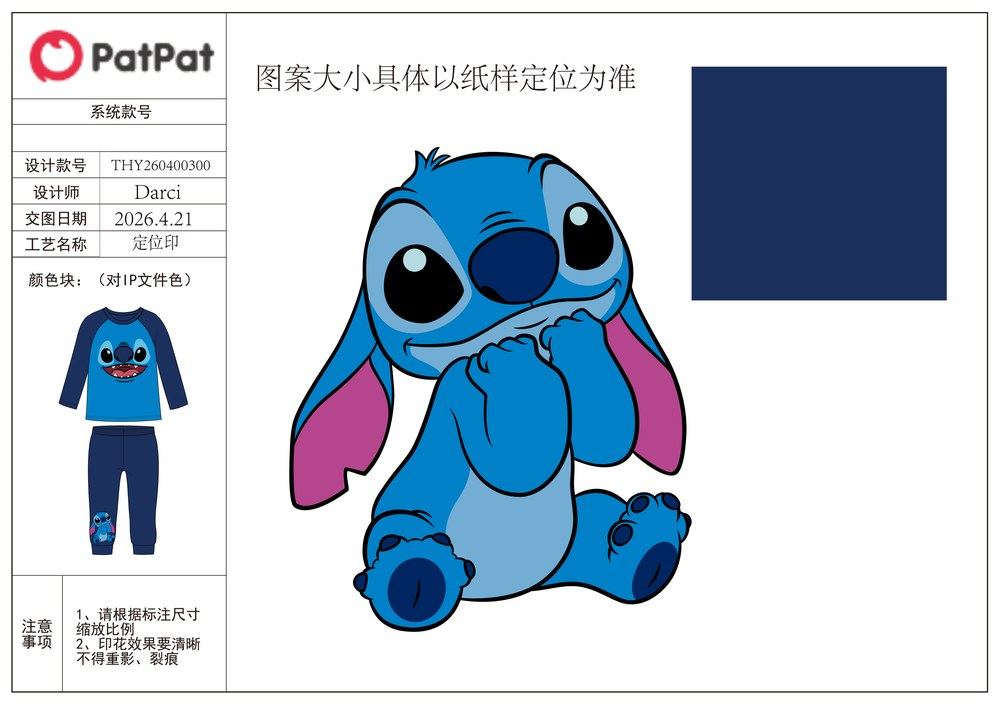 PatPat
系统款号
设计款号 THY260400300
设计师 Darci
交图日期 2026.4.21
工艺名称 定位印
颜色块：（对IP文件色）
注意
事项
1、请根据标注尺寸
缩放比例
2、印花效果要清晰
不得重影、裂痕
图案大小具体以纸样定位为准